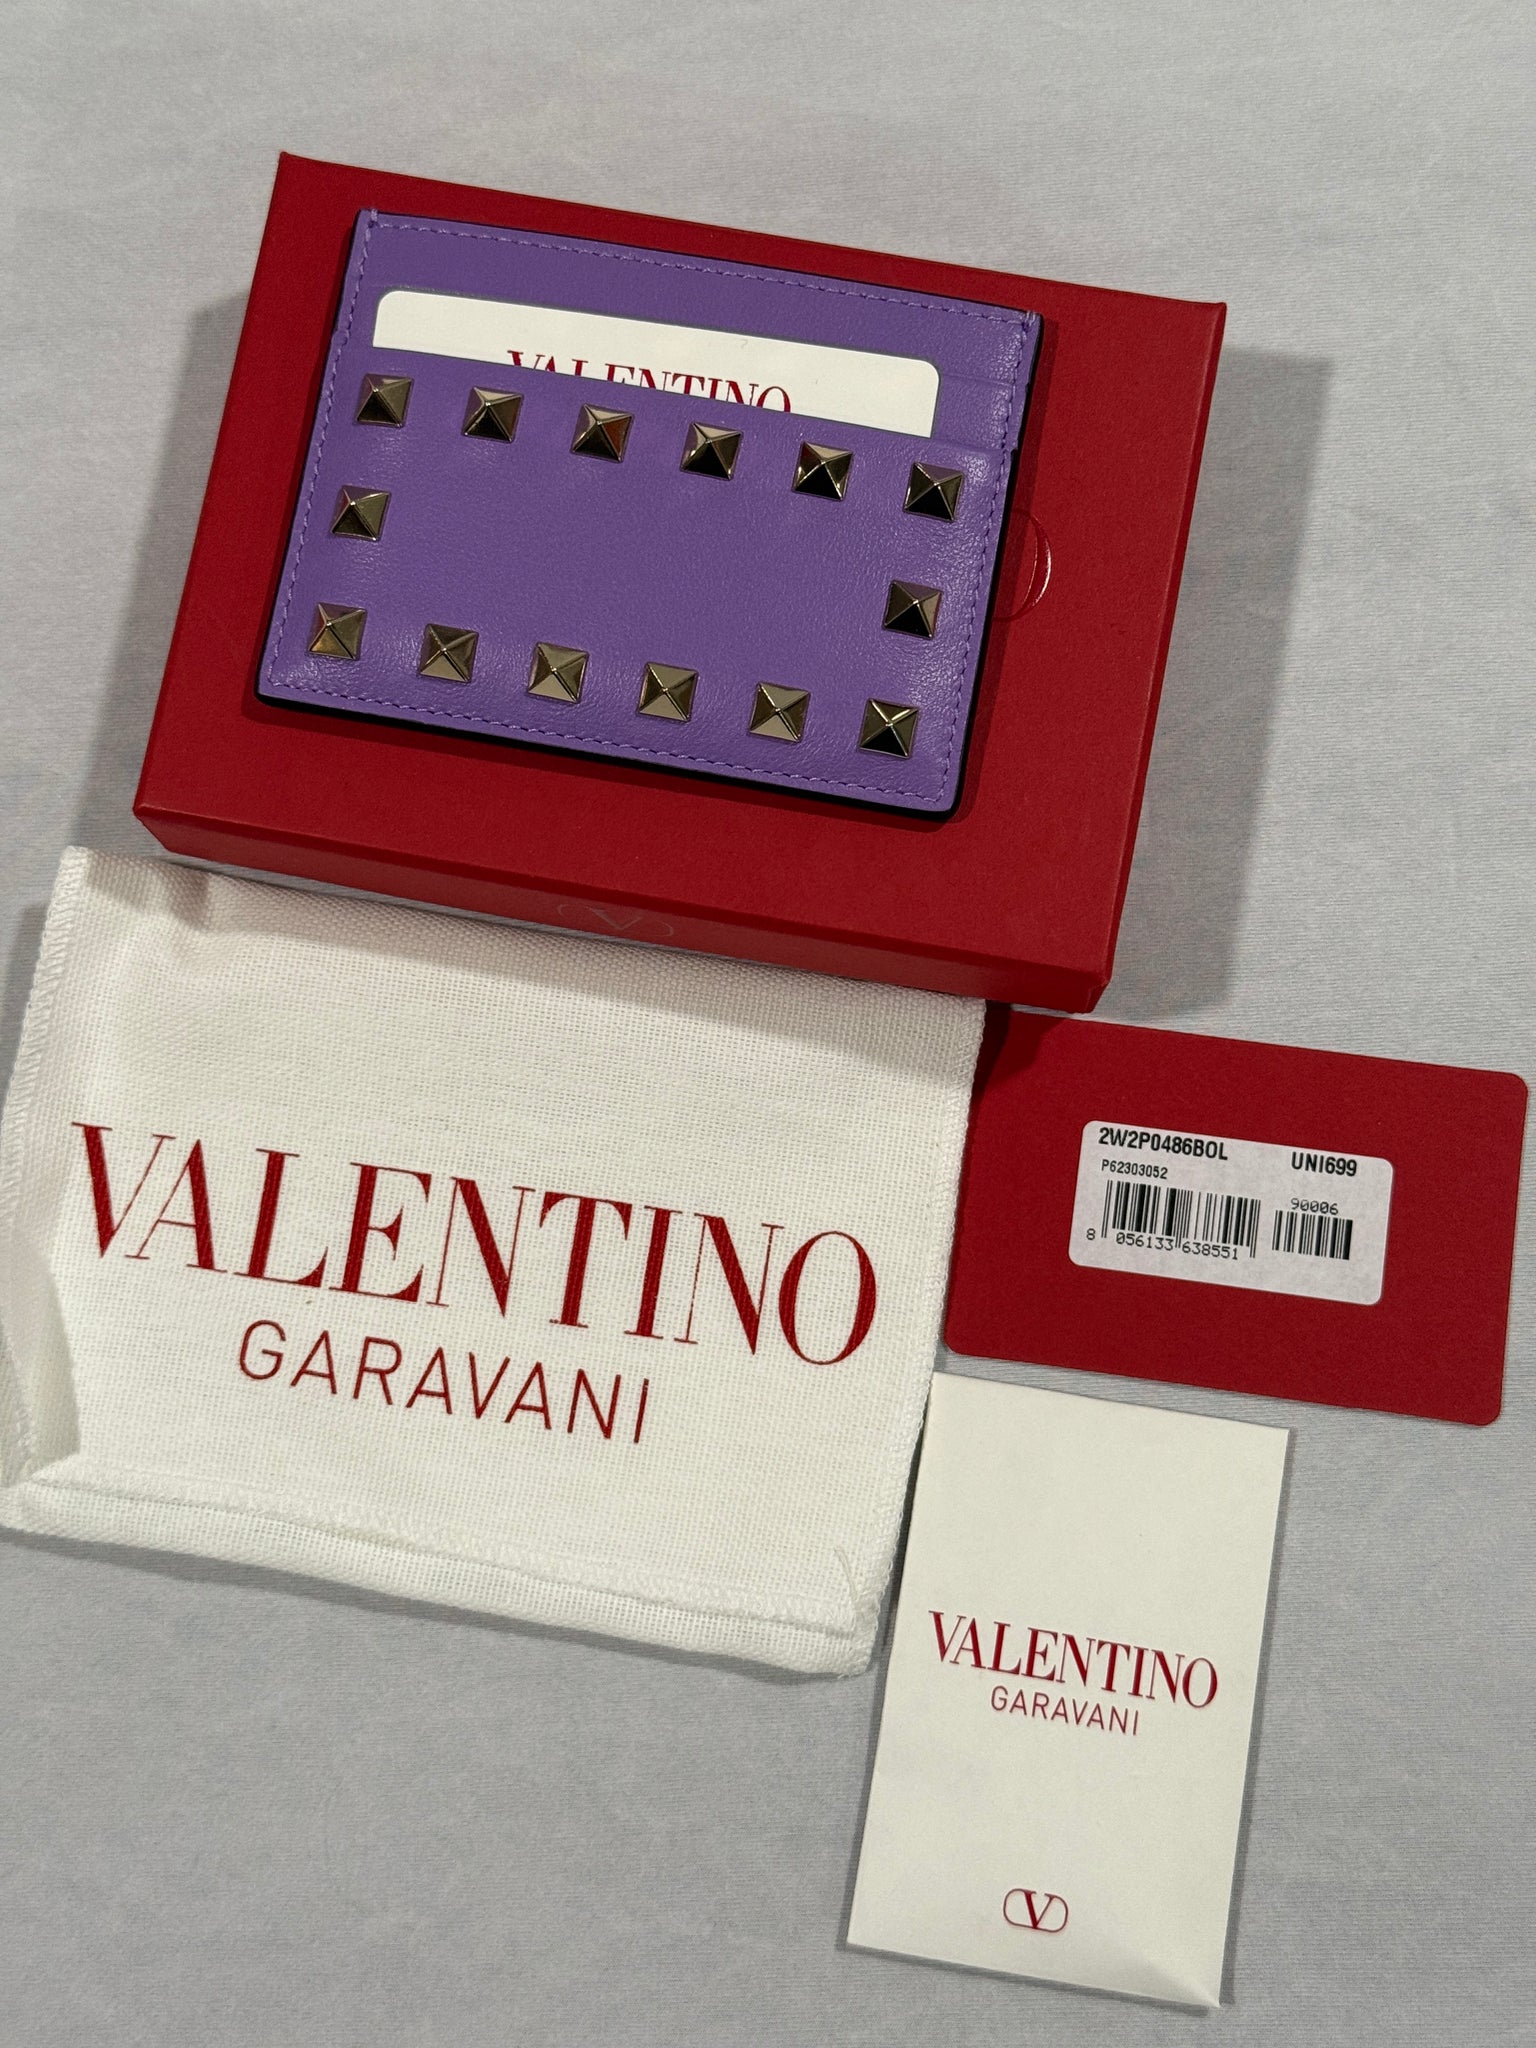 VALENTINO
VALENTINO
GARAVANI
2W2P0486BOL UNI699
P62303052
90006
8 056133 638551
VALENTINO
GARAVANI
V